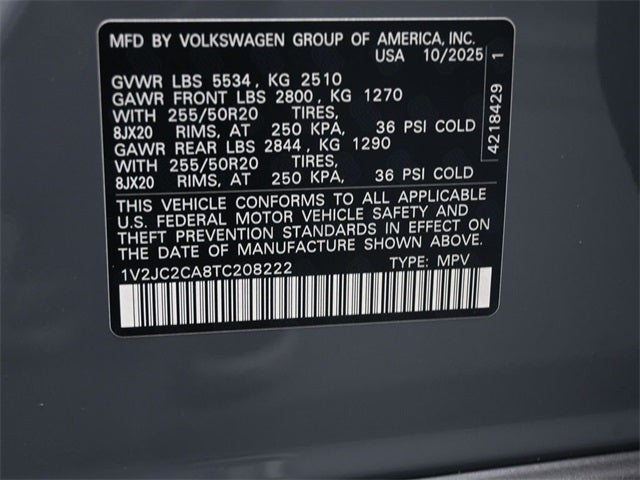 MFD BY VOLKSWAGEN GROUP OF AMERICA, INC.
USA 10/2025
GVWR LBS 5534, KG 2510
GAWR FRONT LBS 2800, KG 1270
WITH 255/50R20 TIRES,
8JX20 RIMS, AT 250 KPA, 36 PSI COLD
GAWR REAR LBS 2844, KG 1290
WITH 255/50R20 TIRES,
8JX20 RIMS, AT 250 KPA, 36 PSI COLD
THIS VEHICLE CONFORMS TO ALL APPLICABLE
U.S. FEDERAL MOTOR VEHICLE SAFETY AND
THEFT PREVENTION STANDARDS IN EFFECT ON
THE DATE OF MANUFACTURE SHOWN ABOVE.
1V2JC2CA8TC208222 TYPE: MPV
4218429 1